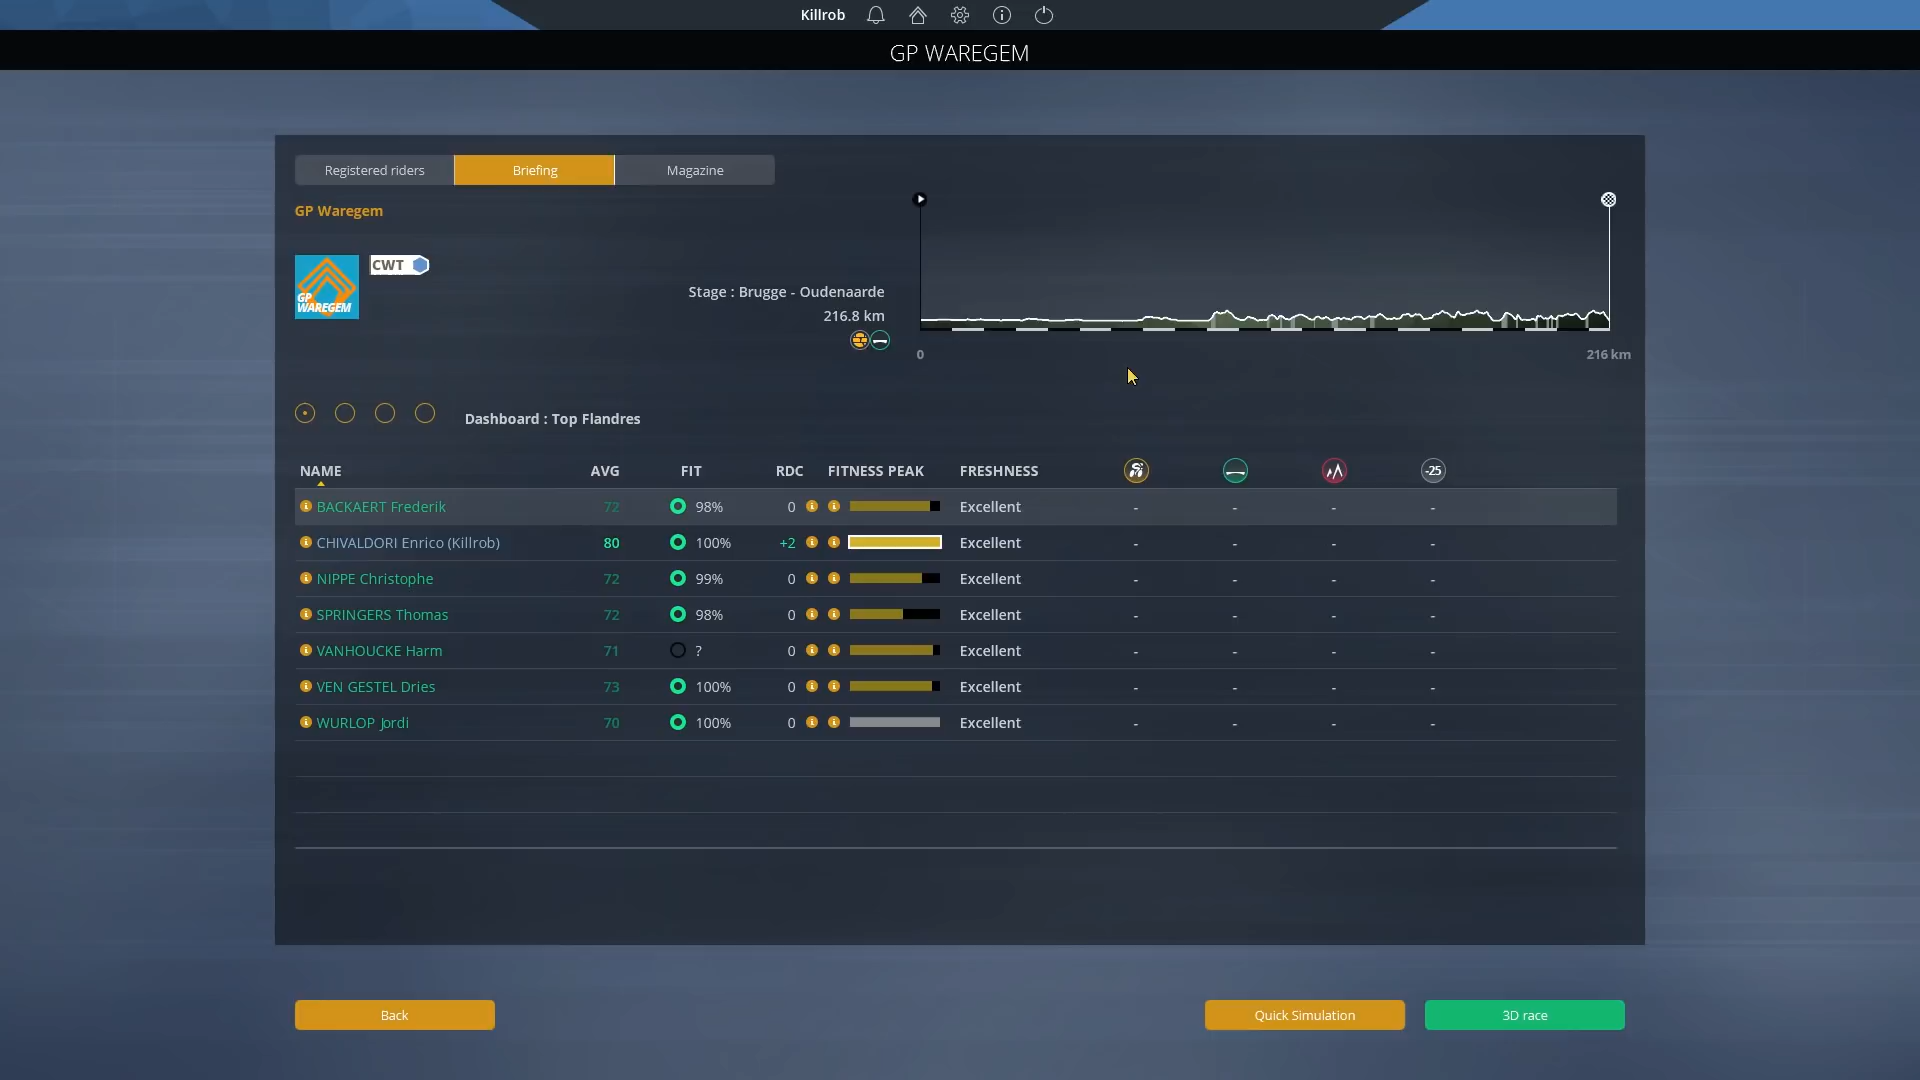 Killrob
GP WAREGEM
Registered riders
Briefing
Magazine
GP Waregem
GP
WAREGEM
CWT
Stage : Brugge - Oudenaarde
216.8 km
0
216 km
Dashboard : Top Flandres
NAME AVG FIT RDC FITNESS PEAK FRESHNESS -25
BACKAERT Frederik 72 98% 0 Excellent - - - -
CHIVALDORI Enrico (Killrob) 80 100% +2 Excellent - - - -
NIPPE Christophe 72 99% 0 Excellent - - - -
SPRINGERS Thomas 72 98% 0 Excellent - - - -
VANHOUCKE Harm 71 ? 0 Excellent - - - -
VEN GESTEL Dries 73 100% 0 Excellent - - - -
WURLOP Jordi 70 100% 0 Excellent - - - -
Back
Quick Simulation
3D race